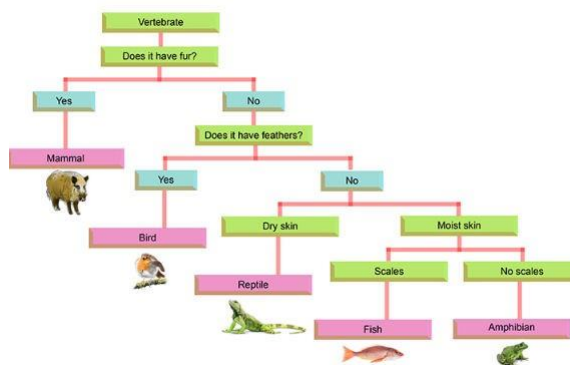 Vertebrate
Does it have fur?
Yes
No
Mammal
Does it have feathers?
Yes
No
Bird
Dry skin
Moist skin
Reptile
Scales
No scales
Fish
Amphibian